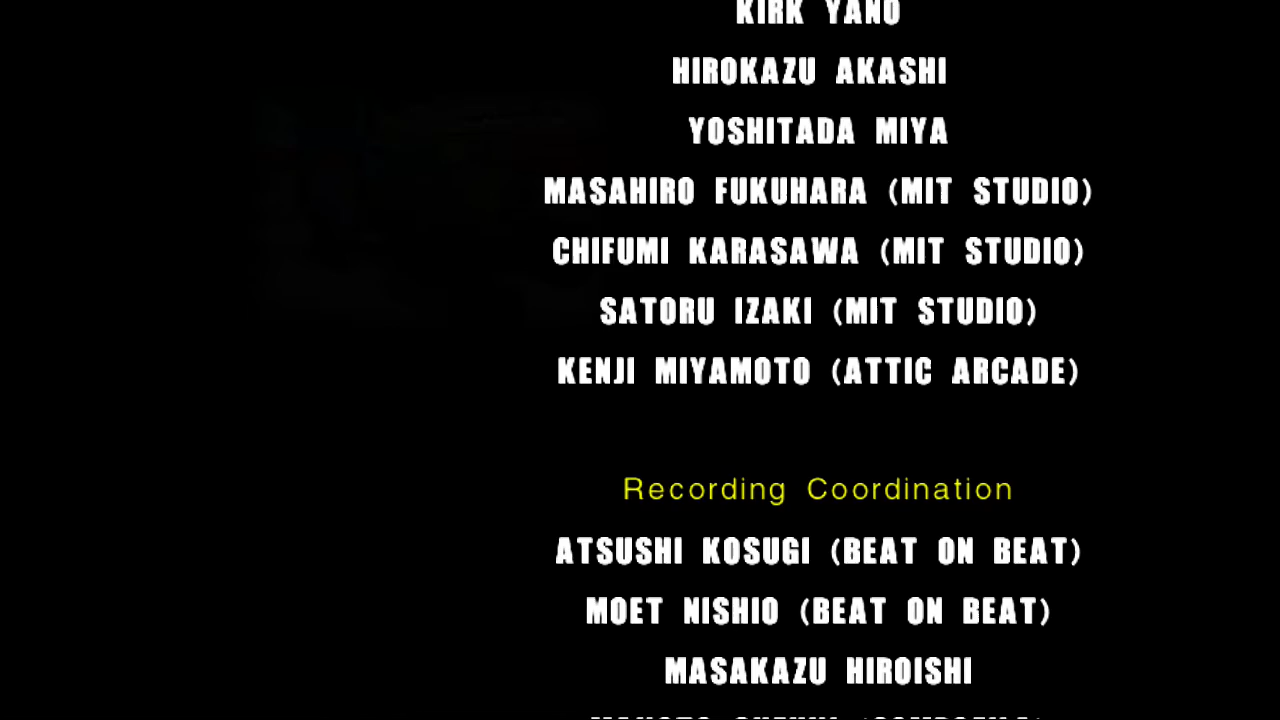 KIRK YANO
HIROKAZU AKASHI
YOSHITADA MIYA
MASAHIRO FUKUHARA (MIT STUDIO)
CHIFUMI KARASAWA (MIT STUDIO)
SATORU IZAKI (MIT STUDIO)
KENJI MIYAMOTO (ATTIC ARCADE)
Recording Coordination
ATSUSHI KOSUGI (BEAT ON BEAT)
MOET NISHIO (BEAT ON BEAT)
MASAKAZU HIROISHI